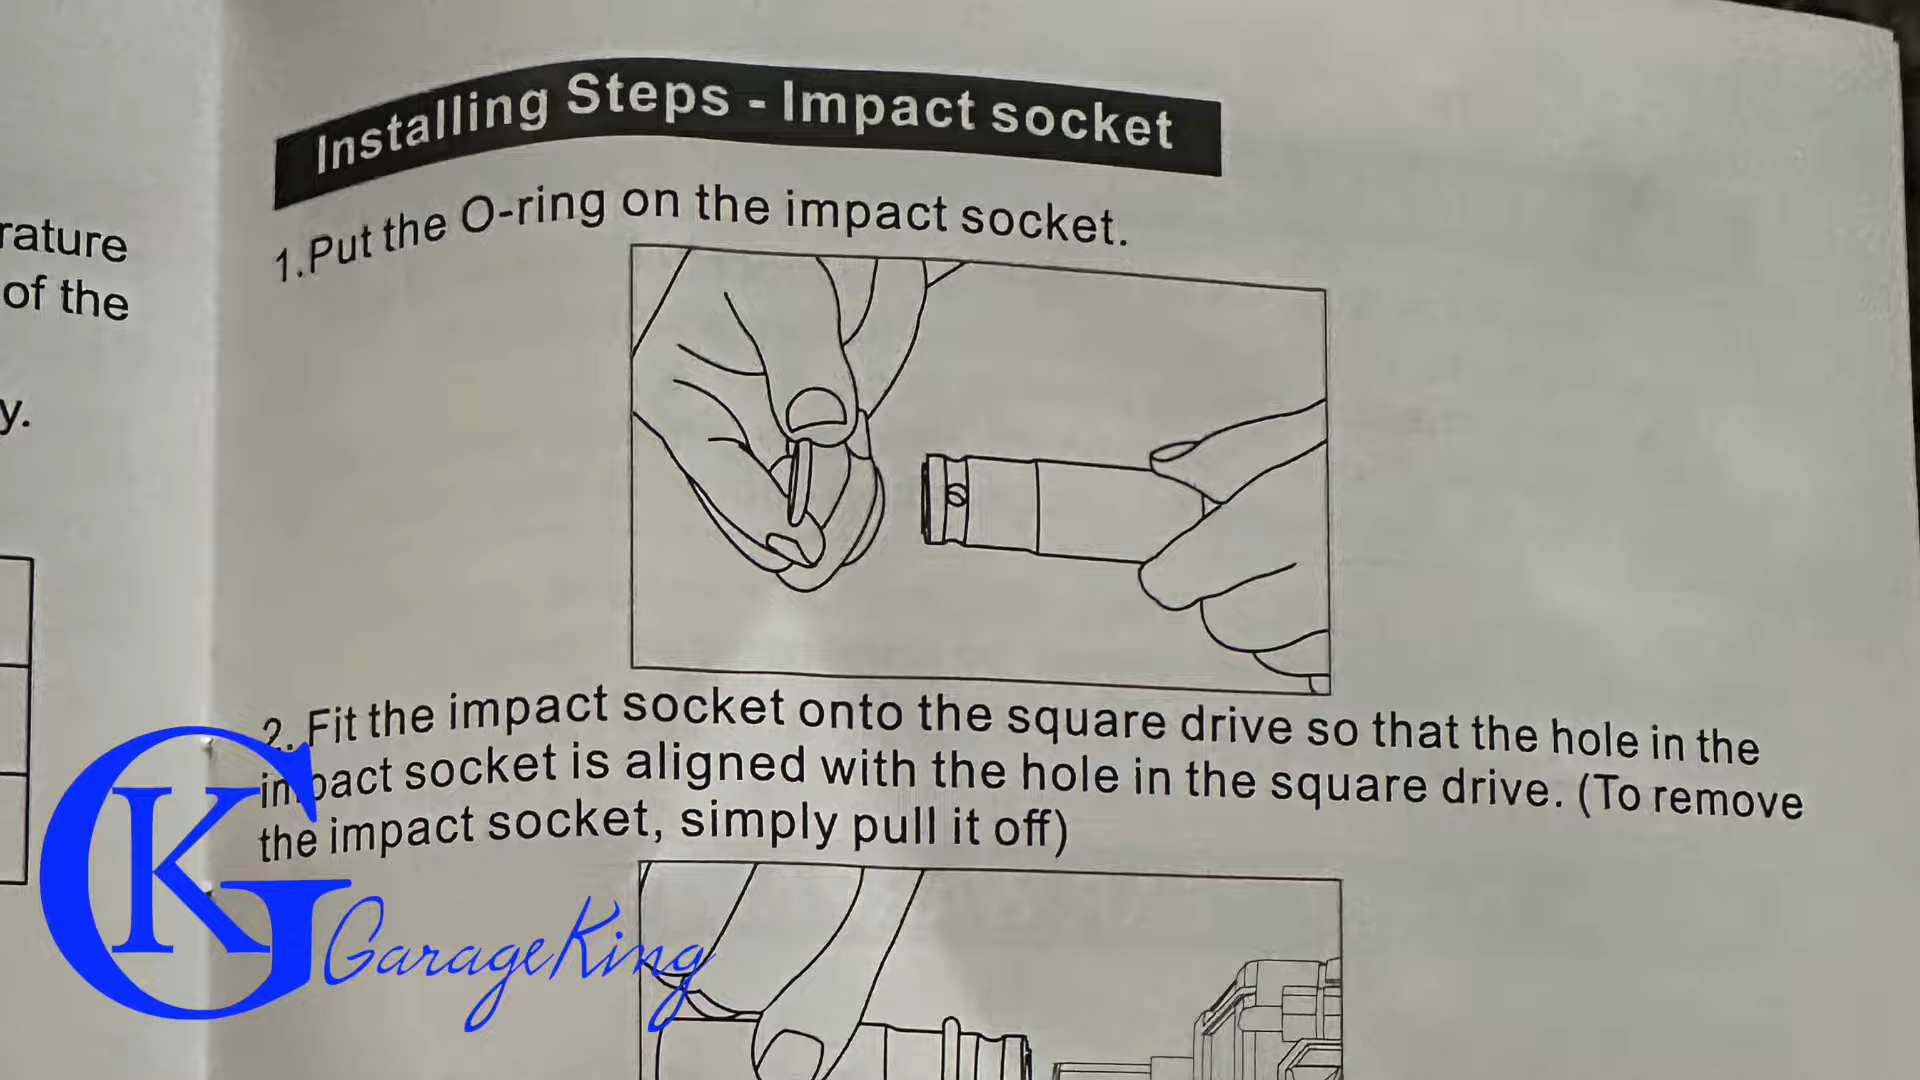 rature
of the
y.
Installing Steps - Impact socket
1.Put the O-ring on the impact socket.
2. Fit the impact socket onto the square drive so that the hole in the
impact socket is aligned with the hole in the square drive. (To remove
the impact socket, simply pull it off)
GK
GarageKing